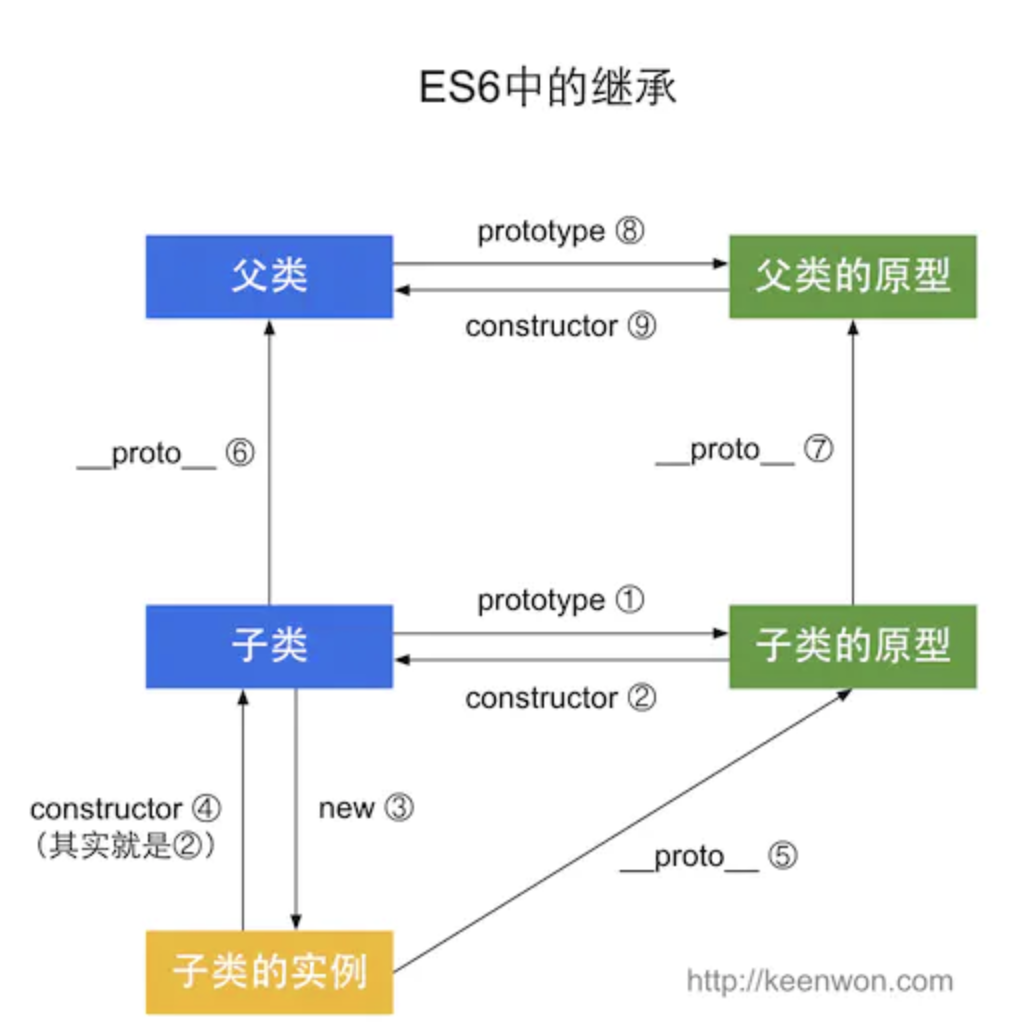 ES6中的继承
prototype ⑧
父类
父类的原型
constructor ⑨
__proto__ ⑥
__proto__ ⑦
prototype ①
子类
子类的原型
constructor ②
constructor ④
（其实就是②）
new ③
__proto__ ⑤
子类的实例
http://keenwon.com